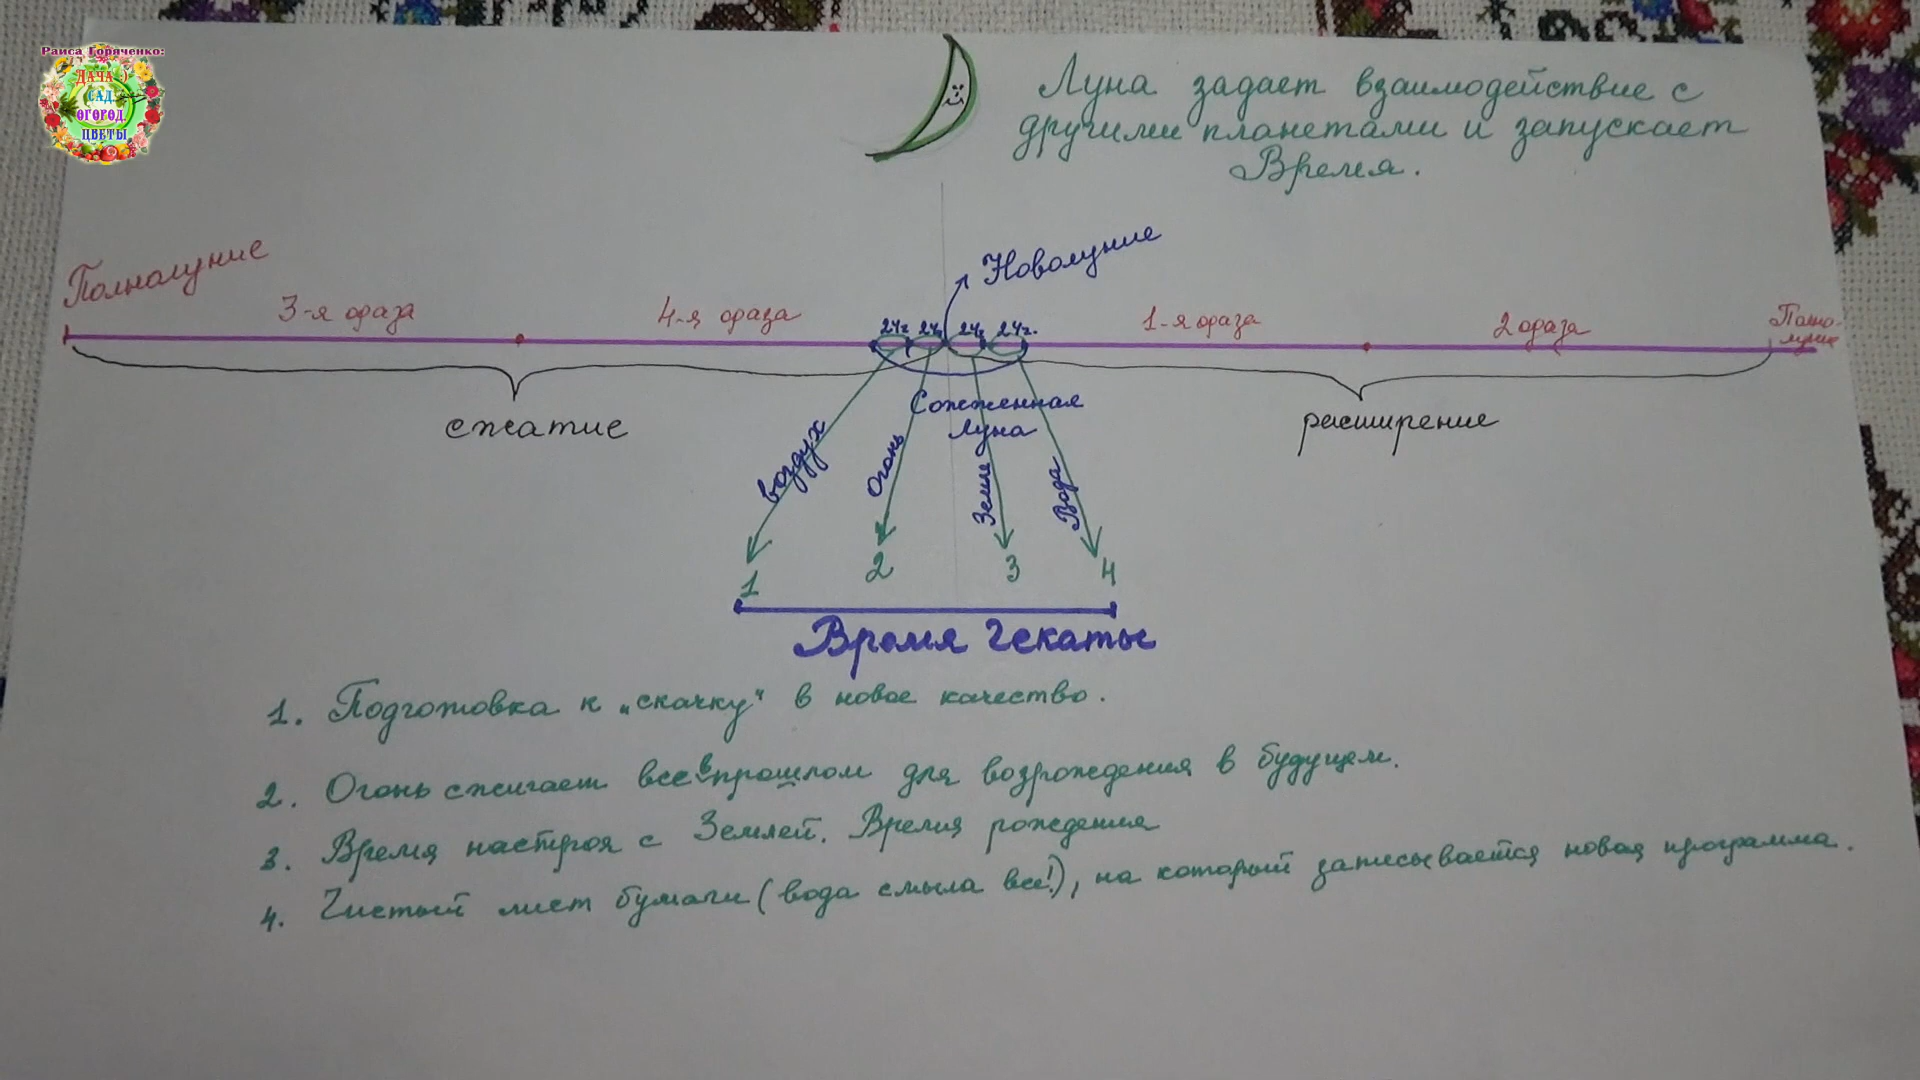 Раиса Горяченко:
ДАЧА :)
САД,
ОГОРОД,
ЦВЕТЫ
Луна задает взаимодействие с
другими планетами и запускает
Время.
Полнолуние
Новолуние
3-я фаза
4-я фаза
24ч
24ч
24ч
24ч.
1-я фаза
2 фаза
Полно-
луние
сжатие
Сожженная
Луна
расширение
воздух
Огонь
Земля
Вода
1
2
3
4
Время Гекаты
1. Подготовка к „скачку“ в новое качество.
2. Огонь сжигает все в прошлом для возрождения в будущем.
3. Время настроя с Землей. Время рождения
4. Чистый лист бумаги (вода смыла все!), на который записывается новая программа.